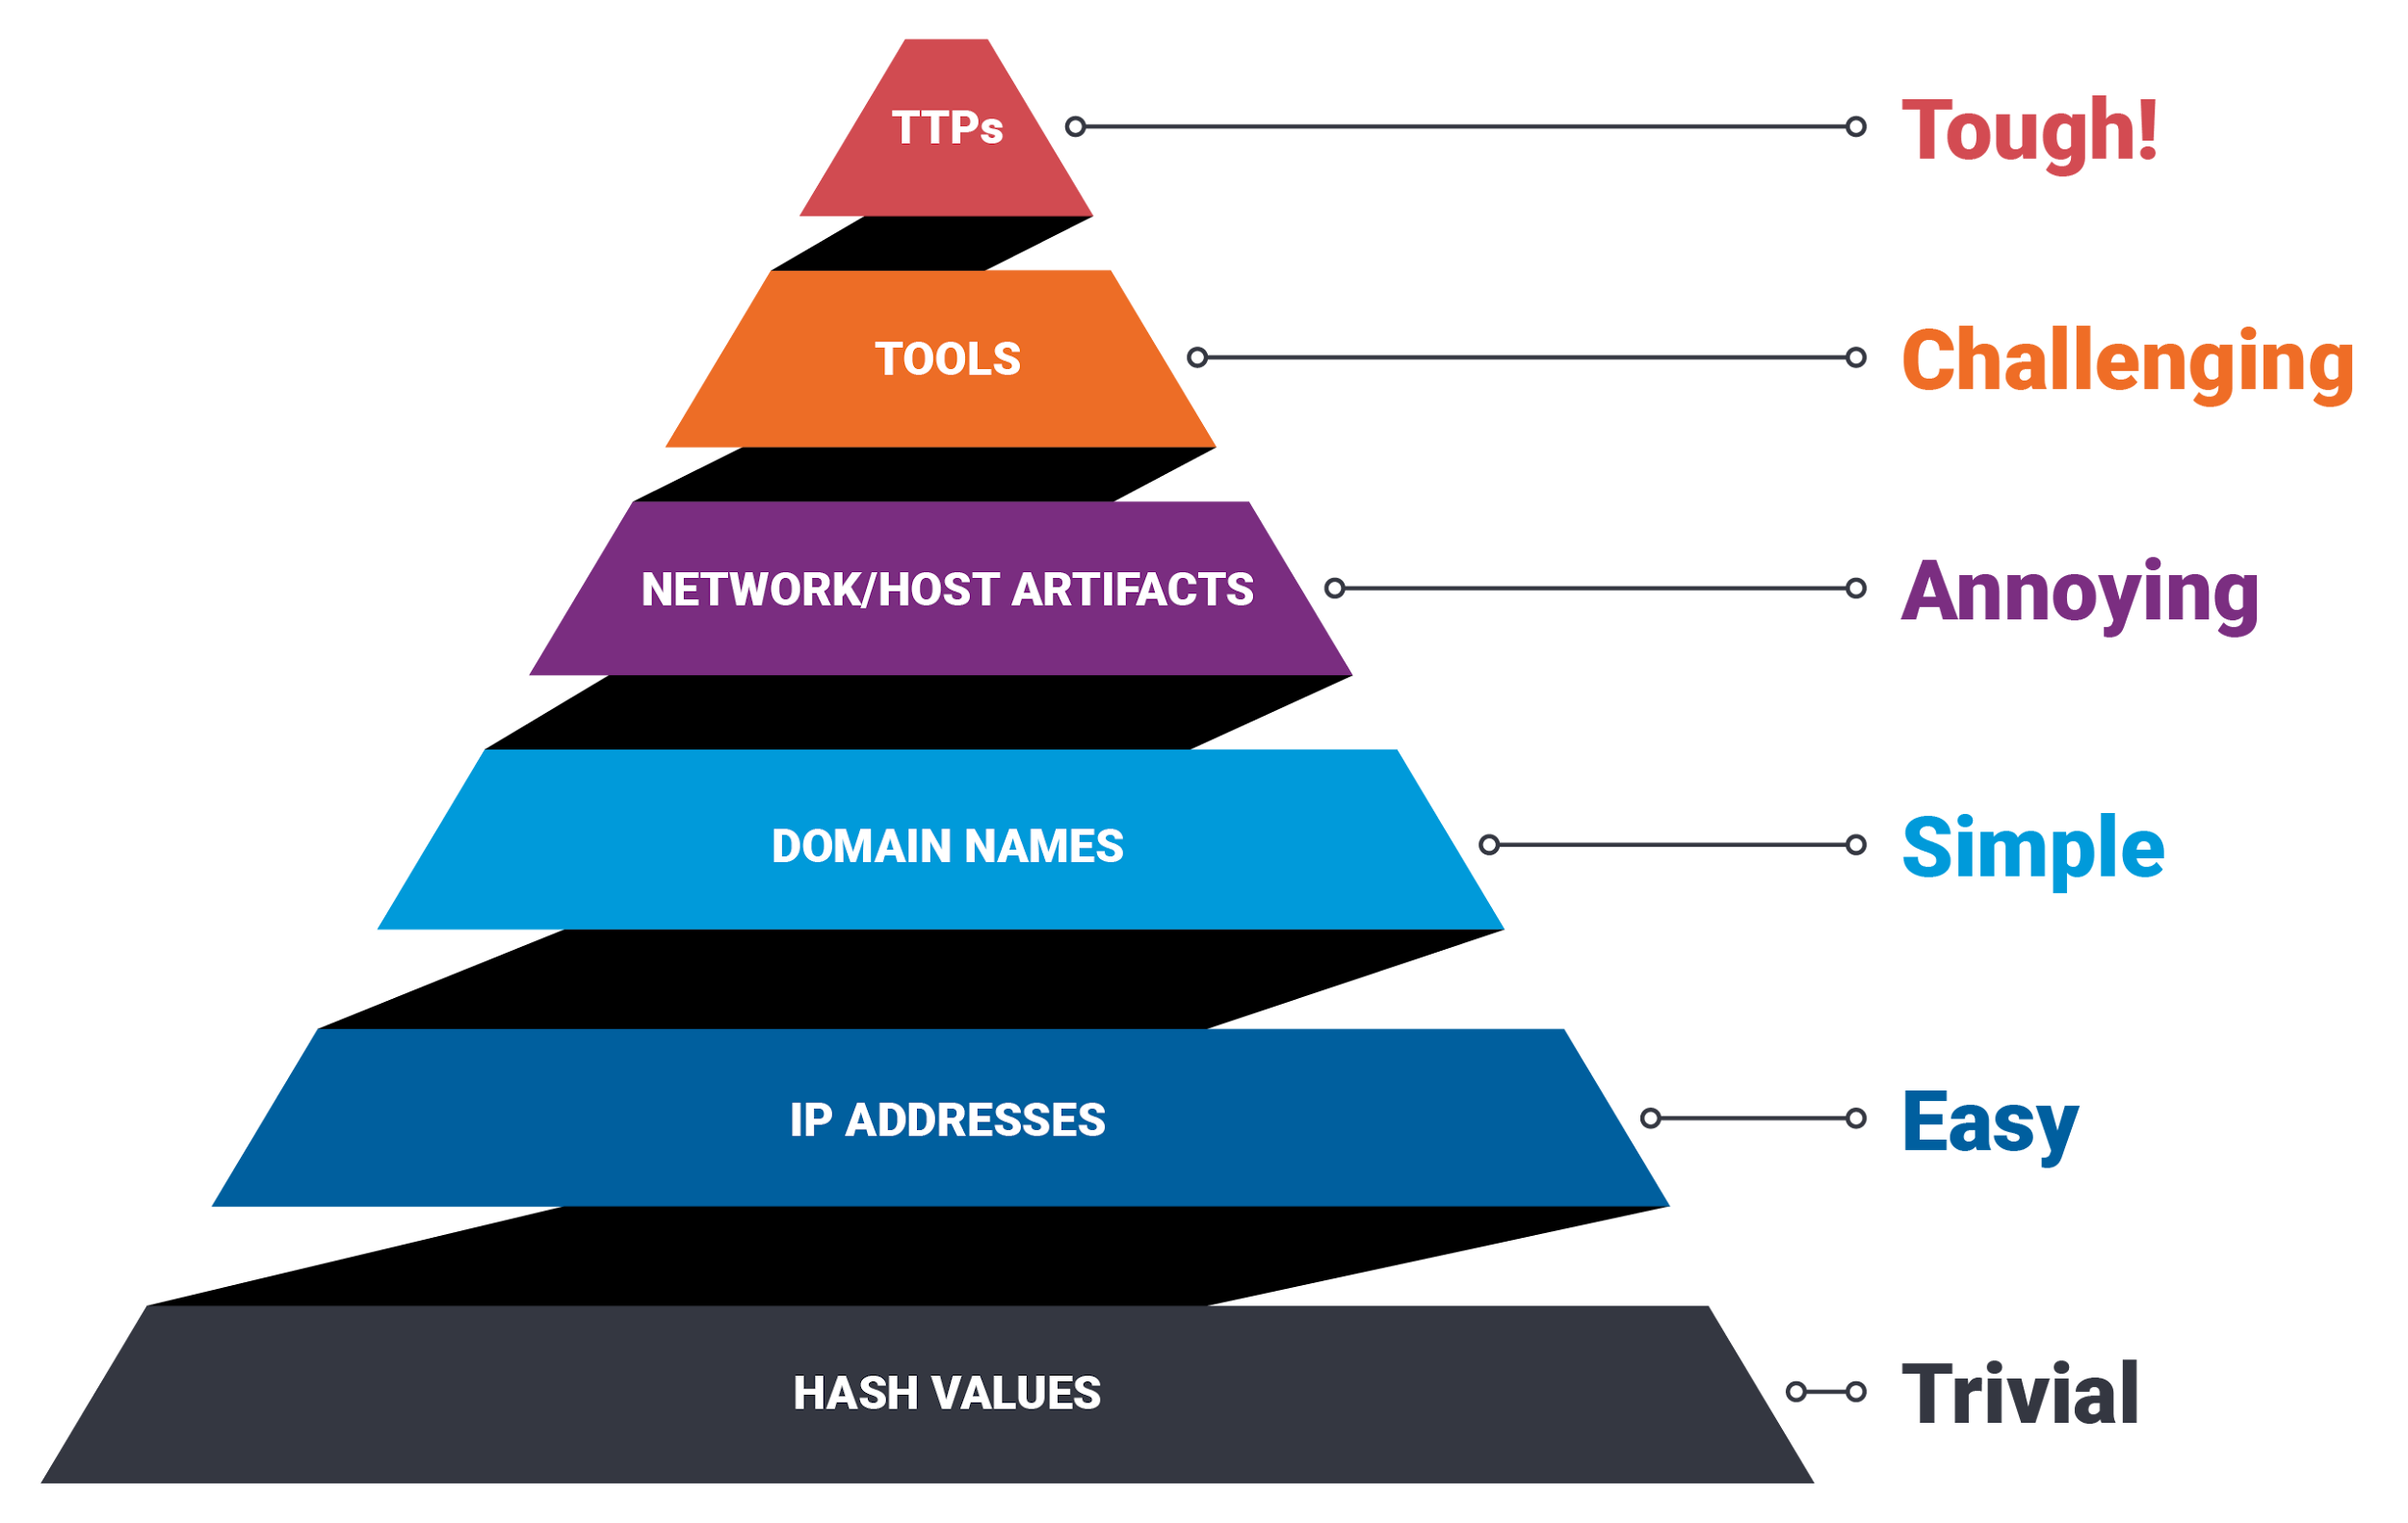 TTPs
Tough!
TOOLS
Challenging
NETWORK/HOST ARTIFACTS
Annoying
DOMAIN NAMES
Simple
IP ADDRESSES
Easy
HASH VALUES
Trivial